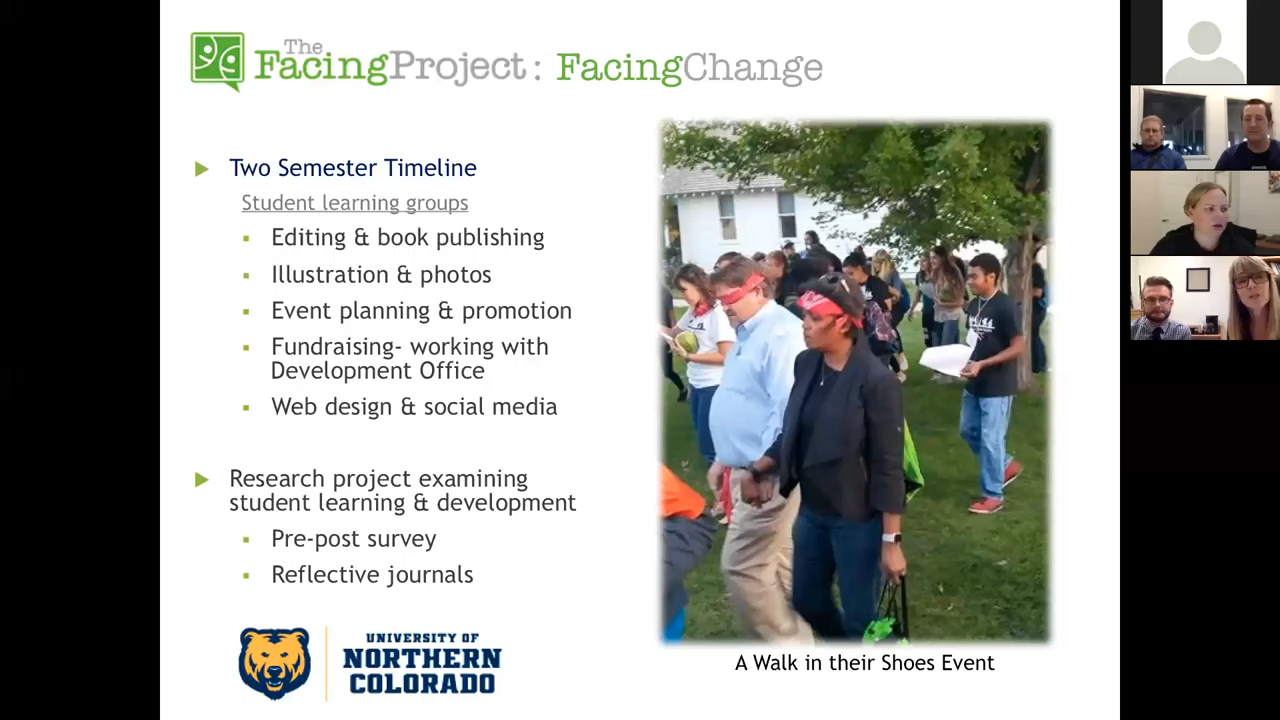 The
FacingProject: FacingChange
Two Semester Timeline
Student learning groups
Editing & book publishing
Illustration & photos
Event planning & promotion
Fundraising- working with
Development Office
Web design & social media
Research project examining
student learning & development
Pre-post survey
Reflective journals
UNIVERSITY OF
NORTHERN
COLORADO
A Walk in their Shoes Event